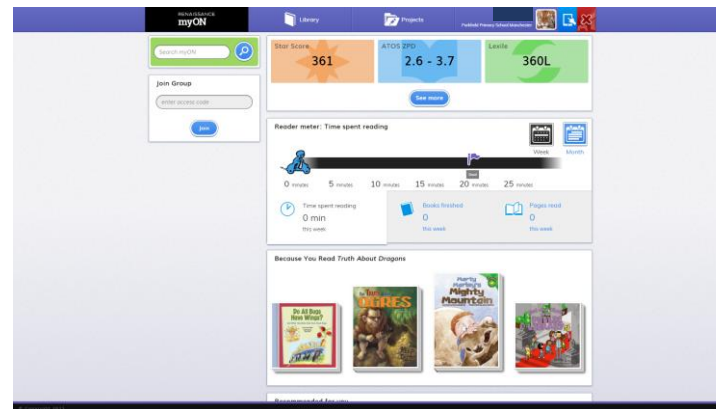 RENAISSANCE
myON
Library
Projects
Search myON
Join Group
enter access code
Join
Star Score
361
ATOS ZPD
2.6 - 3.7
Lexile
360L
See more
Reader meter: Time spent reading
Week
Month
0 minutes
5 minutes
10 minutes
15 minutes
20 minutes
25 minutes
Time spent reading
0 min
this week
Books finished
0
this week
Pages read
0
this week
Because You Read Truth About Dragons
Do All Bugs
Have Wings?
OGRES
Marty
Mighty
Mountain
Recommended for you